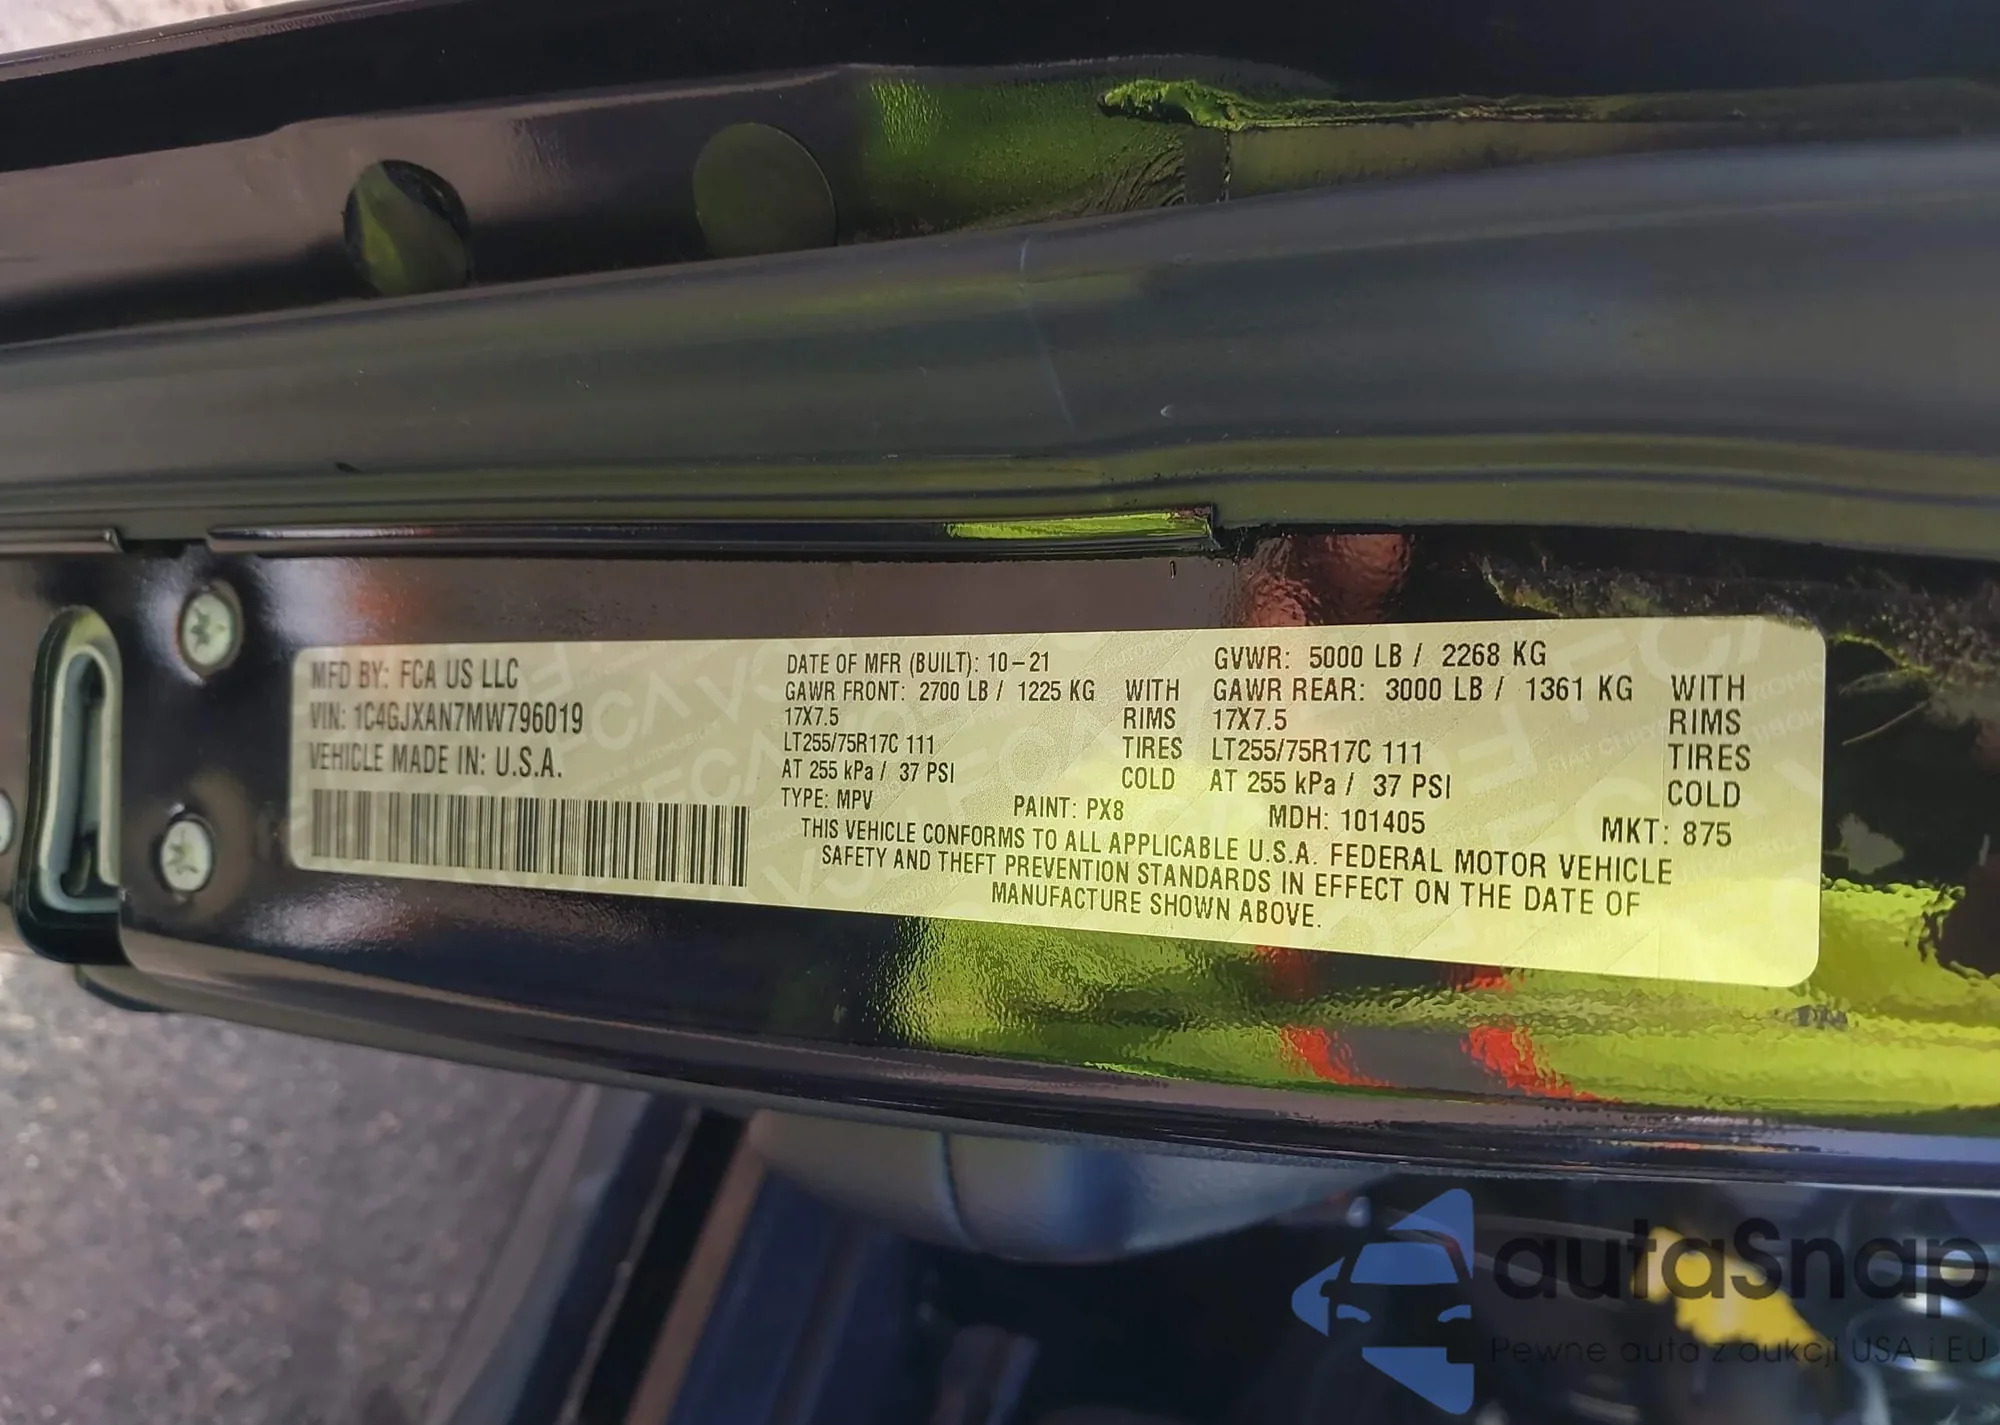 MFD BY: FCA US LLC
VIN: 1C4GJXAN7MW796019
VEHICLE MADE IN: U.S.A.
DATE OF MFR (BUILT): 10-21 GVWR: 5000 LB / 2268 KG
GAWR FRONT: 2700 LB / 1225 KG WITH GAWR REAR: 3000 LB / 1361 KG WITH
17X7.5 RIMS 17X7.5 RIMS
LT255/75R17C 111 TIRES LT255/75R17C 111 TIRES
AT 255 kPa / 37 PSI COLD AT 255 kPa / 37 PSI COLD
TYPE: MPV PAINT: PX8 MDH: 101405 MKT: 875
THIS VEHICLE CONFORMS TO ALL APPLICABLE U.S.A. FEDERAL MOTOR VEHICLE
SAFETY AND THEFT PREVENTION STANDARDS IN EFFECT ON THE DATE OF
MANUFACTURE SHOWN ABOVE.
autaSnap
Pewne auta z aukcji USA i EU